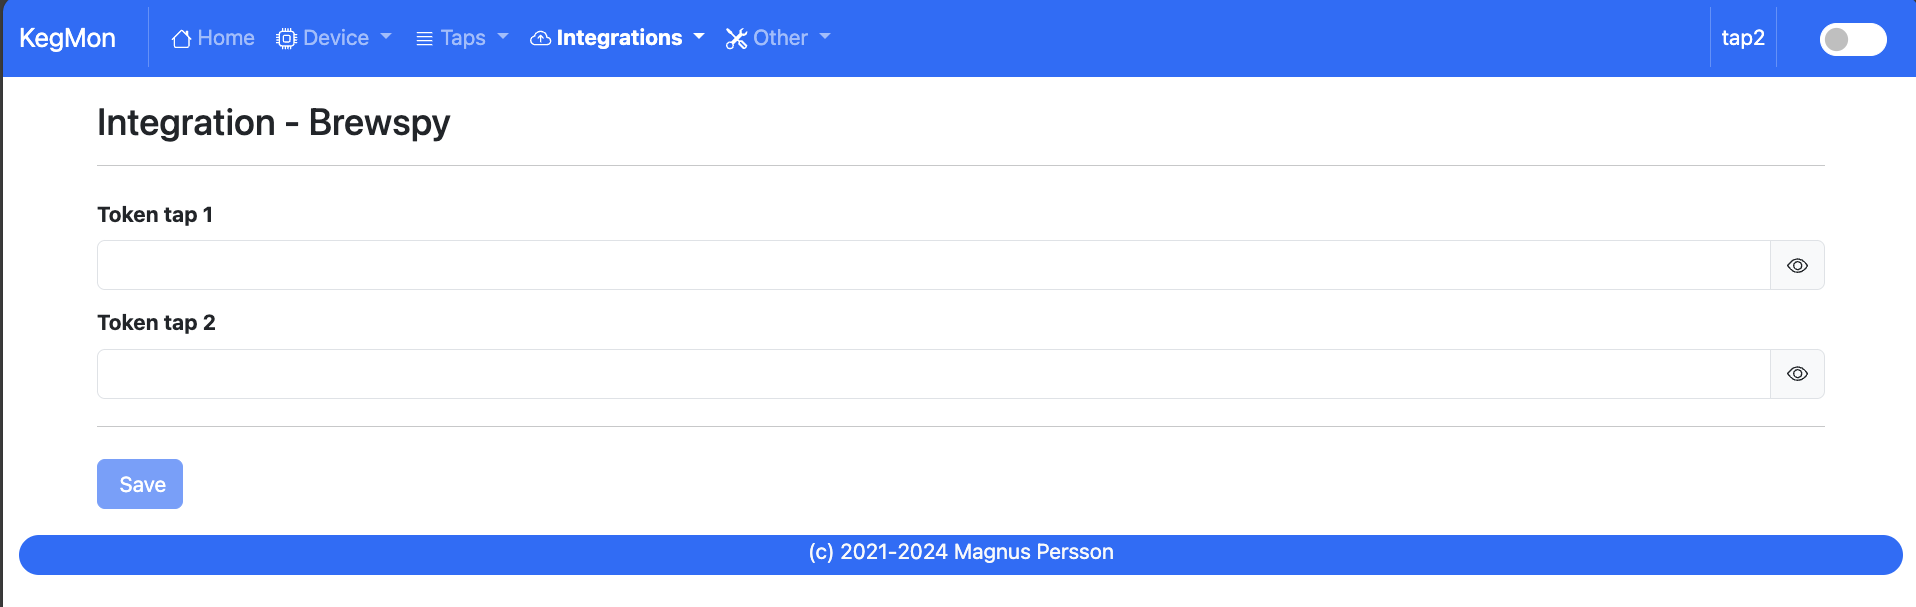 KegMon Home Device Taps Integrations Other tap2
Integration - Brewspy
Token tap 1
Token tap 2
Save
(c) 2021-2024 Magnus Persson